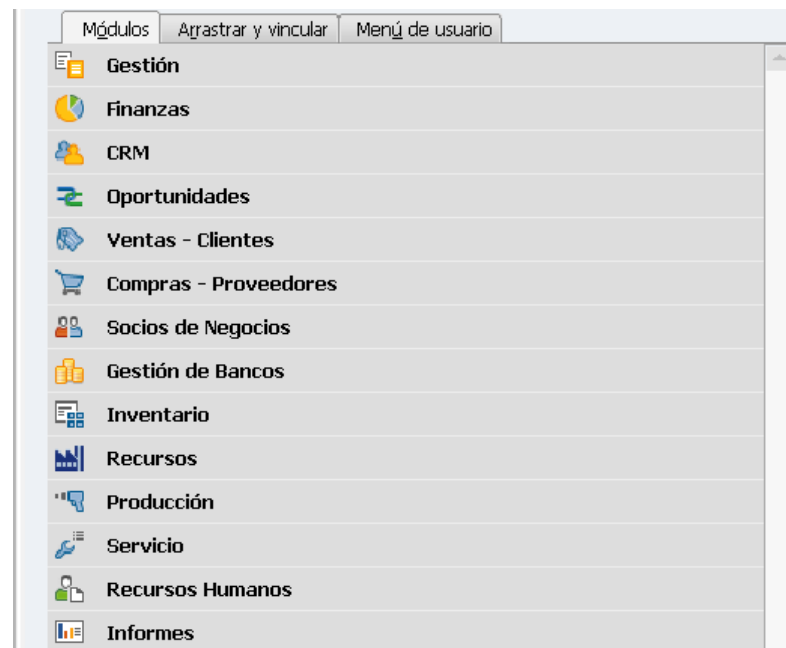 Módulos Arrastrar y vincular Menú de usuario
Gestión
Finanzas
CRM
Oportunidades
Ventas - Clientes
Compras - Proveedores
Socios de Negocios
Gestión de Bancos
Inventario
Recursos
Producción
Servicio
Recursos Humanos
Informes